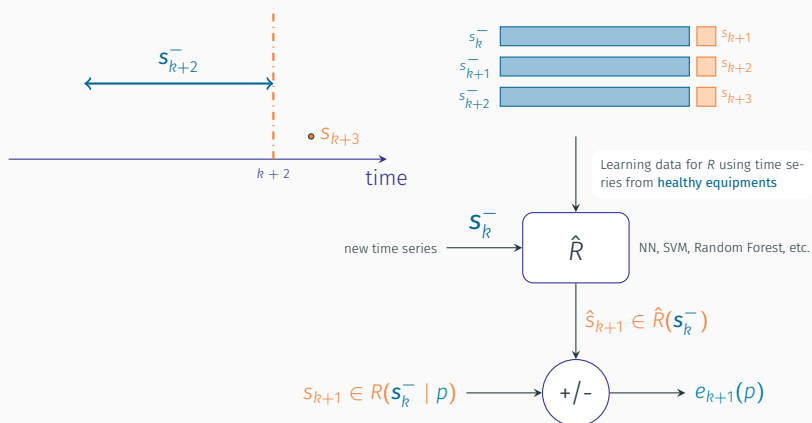 s⁻ₖ₊₂
sₖ₊₃
k + 2
time
s⁻ₖ sₖ₊₁
s⁻ₖ₊₁ sₖ₊₂
s⁻ₖ₊₂ sₖ₊₃
Learning data for R using time se-
ries from healthy equipments
s⁻ₖ
new time series
R̂
NN, SVM, Random Forest, etc.
ŝₖ₊₁ ∈ R̂(s⁻ₖ)
sₖ₊₁ ∈ R(s⁻ₖ | p)
+/-
eₖ₊₁(p)